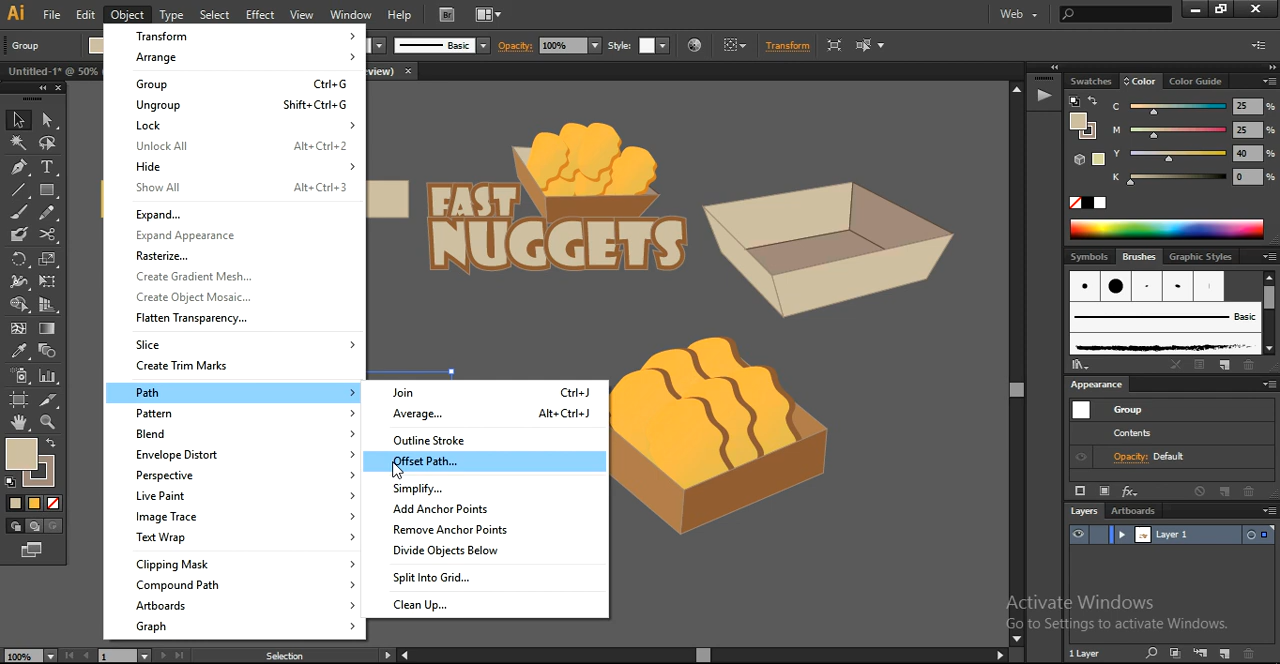 Ai File Edit Object Type Select Effect View Window Help Br Web
Group Basic Opacity: 100% Style: Transform
Untitled-1* @ 50% view) ×
Transform
Arrange
Group Ctrl+G
Ungroup Shift+Ctrl+G
Lock
Unlock All Alt+Ctrl+2
Hide
Show All Alt+Ctrl+3
Expand...
Expand Appearance
Rasterize...
Create Gradient Mesh...
Create Object Mosaic...
Flatten Transparency...
Slice
Create Trim Marks
Path
Pattern
Blend
Envelope Distort
Perspective
Live Paint
Image Trace
Text Wrap
Clipping Mask
Compound Path
Artboards
Graph
Join Ctrl+J
Average... Alt+Ctrl+J
Outline Stroke
Offset Path...
Simplify...
Add Anchor Points
Remove Anchor Points
Divide Objects Below
Split Into Grid...
Clean Up...
FAST
NUGGETS
Swatches Color Color Guide
C 25 %
M 25 %
Y 40 %
K 0 %
Symbols Brushes Graphic Styles
Basic
Appearance
Group
Contents
Opacity: Default
fx
Layers Artboards
Layer 1
Activate Windows
Go to Settings to activate Windows.
1 Layer
100% 1 Selection